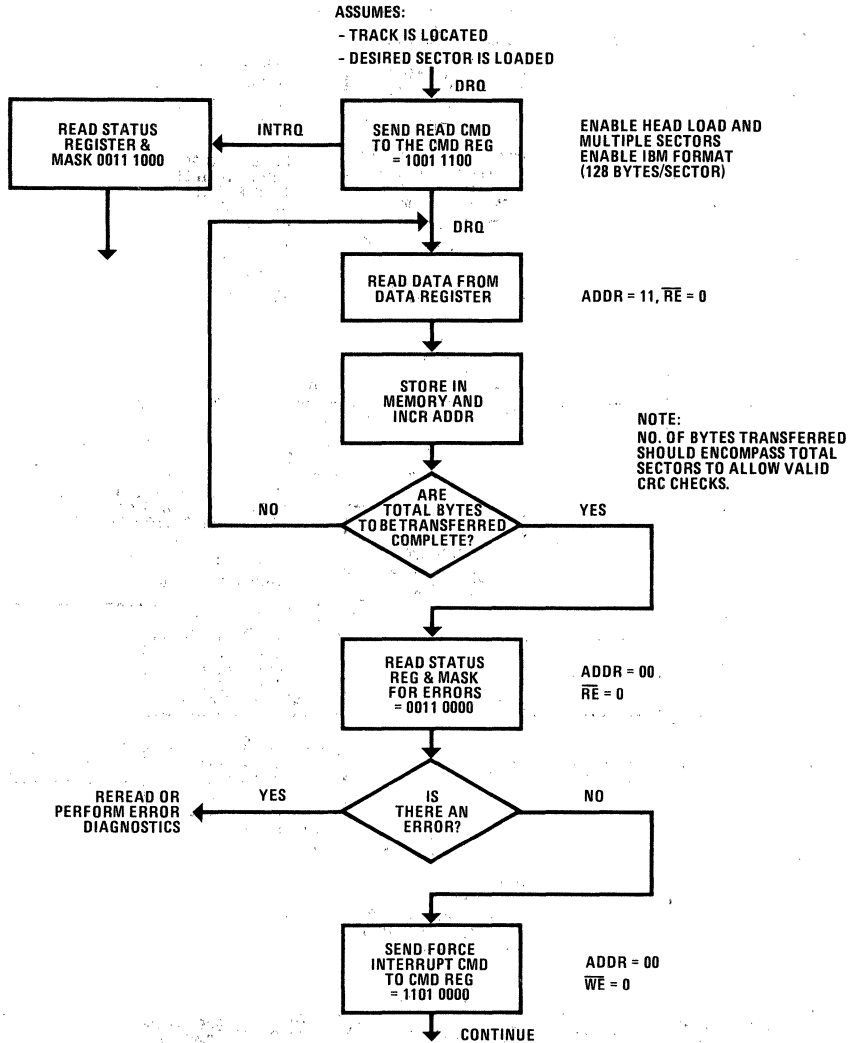 ASSUMES:
- TRACK IS LOCATED
- DESIRED SECTOR IS LOADED
DRQ
READ STATUS
REGISTER &
MASK 0011 1000
INTRQ
SEND READ CMD
TO THE CMD REG
= 1001 1100
ENABLE HEAD LOAD AND
MULTIPLE SECTORS
ENABLE IBM FORMAT
(128 BYTES/SECTOR)
DRQ
READ DATA FROM
DATA REGISTER
ADDR = 11, RE = 0
STORE IN
MEMORY AND
INCR ADDR
NOTE:
NO. OF BYTES TRANSFERRED
SHOULD ENCOMPASS TOTAL
SECTORS TO ALLOW VALID
CRC CHECKS.
NO
ARE
TOTAL BYTES
TO BE TRANSFERRED
COMPLETE?
YES
READ STATUS
REG & MASK
FOR ERRORS
= 0011 0000
ADDR = 00
RE = 0
REREAD OR
PERFORM ERROR
DIAGNOSTICS
YES
IS
THERE AN
ERROR?
NO
SEND FORCE
INTERRUPT CMD
TO CMD REG
= 1101 0000
ADDR = 00
WE = 0
CONTINUE